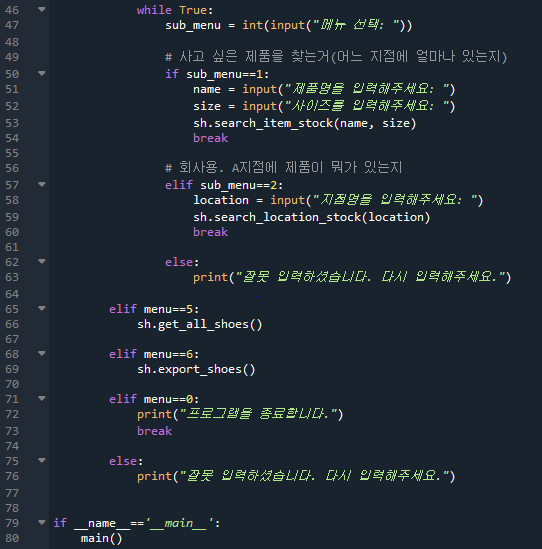 46 while True:
47 sub_menu = int(input("메뉴 선택: "))
48
49 # 사고 싶은 제품을 찾는거(어느 지점에 얼마나 있는지)
50 if sub_menu==1:
51 name = input("제품명을 입력해주세요: ")
52 size = input("사이즈를 입력해주세요: ")
53 sh.search_item_stock(name, size)
54 break
55
56 # 회사용. A지점에 제품이 뭐가 있는지
57 elif sub_menu==2:
58 location = input("지점명을 입력해주세요: ")
59 sh.search_location_stock(location)
60 break
61
62 else:
63 print("잘못 입력하셨습니다. 다시 입력해주세요.")
64
65 elif menu==5:
66 sh.get_all_shoes()
67
68 elif menu==6:
69 sh.export_shoes()
70
71 elif menu==0:
72 print("프로그램을 종료합니다.")
73 break
74
75 else:
76 print("잘못 입력하셨습니다. 다시 입력해주세요.")
77
78
79 if __name__=='__main__':
80 main()